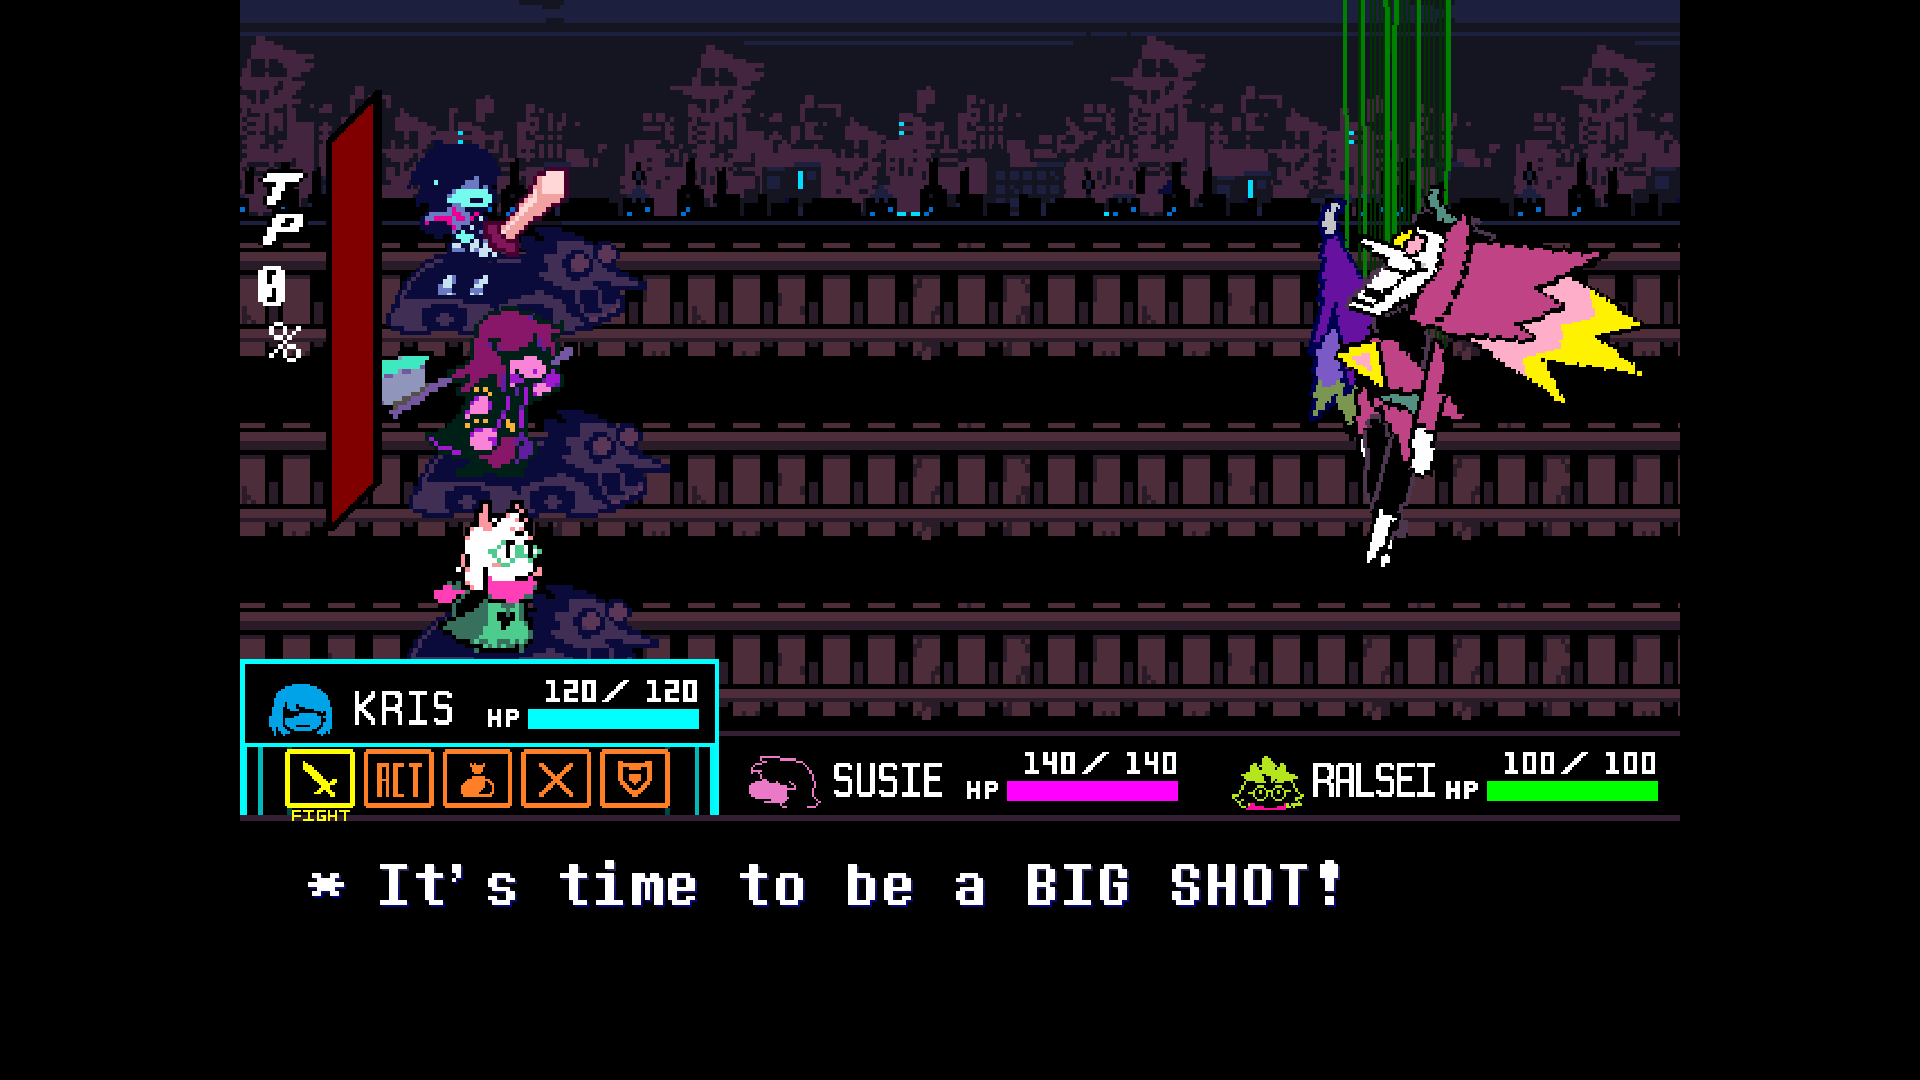 TP
0
%
KRIS HP 120/ 120
ACT
FIGHT
SUSIE HP 140/ 140
RALSEI HP 100/ 100
* It's time to be a BIG SHOT!